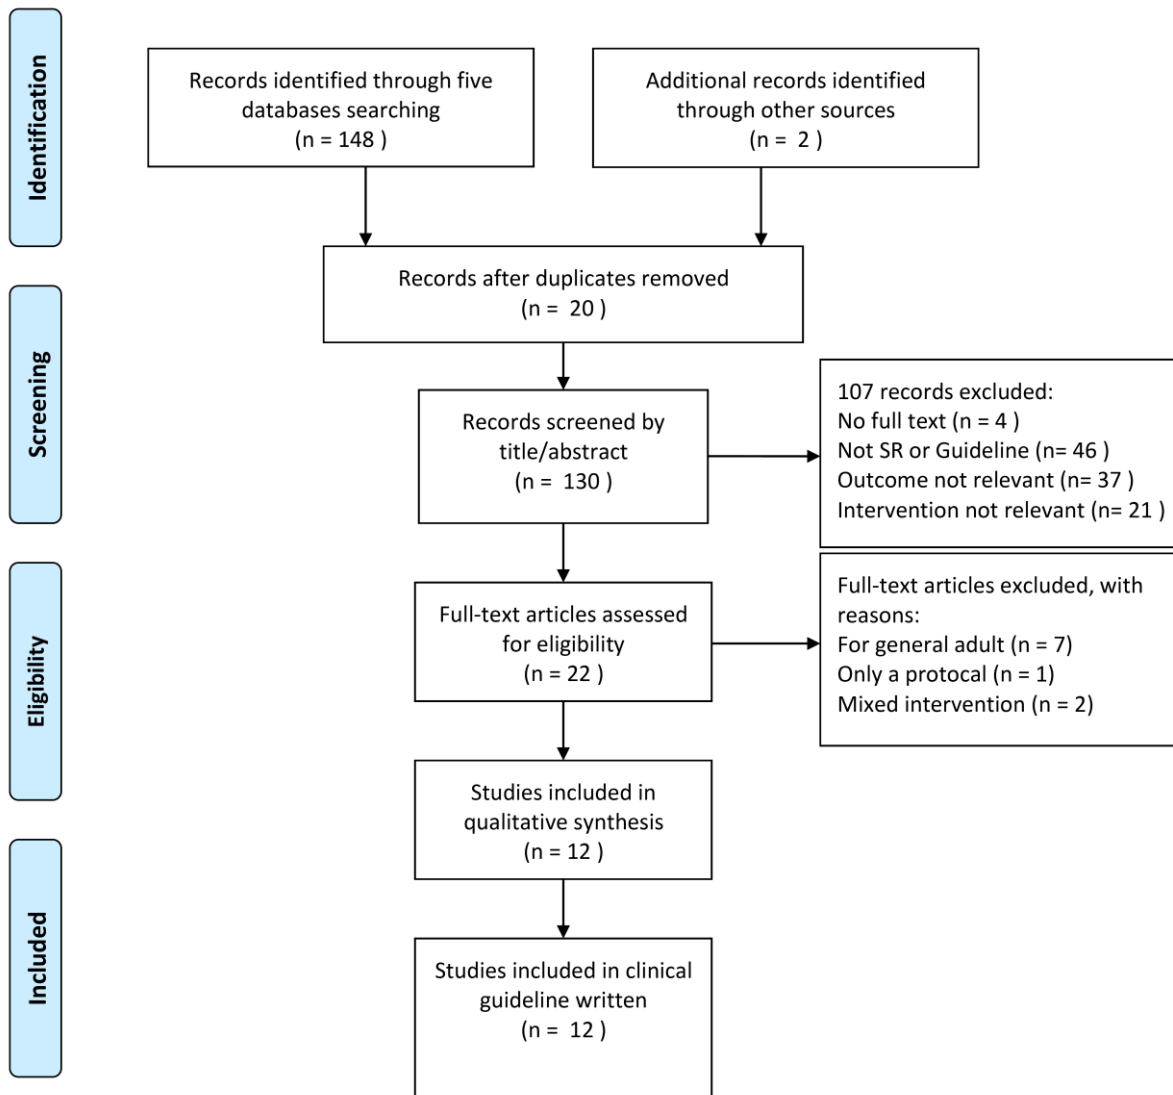 Identification
Records identified through five
databases searching
(n = 148 )
Additional records identified
through other sources
(n =  2 )
Records after duplicates removed
(n =  20 )
Screening
Records screened by
title/abstract
(n =  130 )
107 records excluded:
No full text (n = 4 )
Not SR or Guideline (n= 46 )
Outcome not relevant (n= 37 )
Intervention not relevant (n= 21 )
Eligibility
Full-text articles assessed
for eligibility
(n = 22 )
Full-text articles excluded, with
reasons:
For general adult (n = 7)
Only a protocal (n = 1)
Mixed intervention (n = 2)
Studies included in
qualitative synthesis
(n = 12 )
Included
Studies included in clinical
guideline written
(n =  12 )